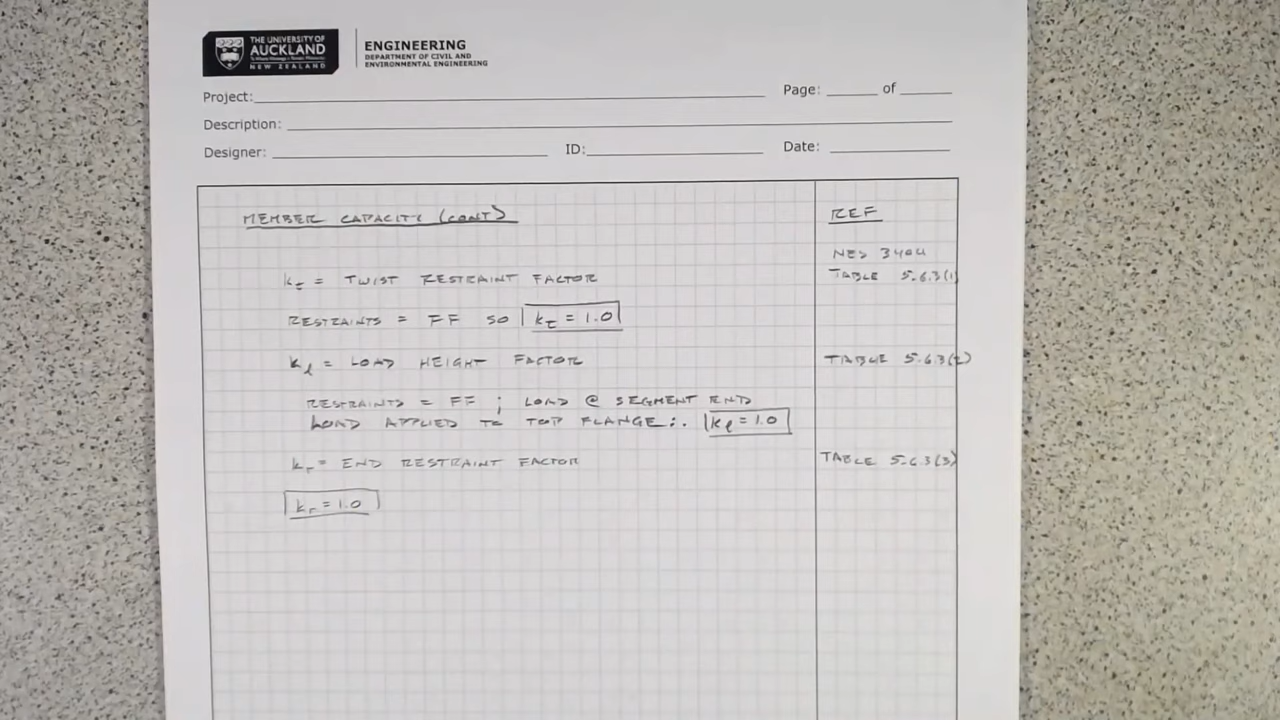 THE UNIVERSITY OF
AUCKLAND
NEW ZEALAND
ENGINEERING
DEPARTMENT OF CIVIL AND
ENVIRONMENTAL ENGINEERING
Project:
Page: of
Description:
Designer: ID: Date:
MEMBER CAPACITY (CONT)
REF
NZS 3404
kt = TWIST RESTRAINT FACTOR
TABLE 5.6.3(1)
RESTRAINTS = FF SO kt = 1.0
kl = LOAD HEIGHT FACTOR
TABLE 5.6.3(2)
RESTRAINTS = FF ; LOAD @ SEGMENT END
LOAD APPLIED TO TOP FLANGE ∴ kl = 1.0
kr = END RESTRAINT FACTOR
TABLE 5.6.3(3)
kr = 1.0